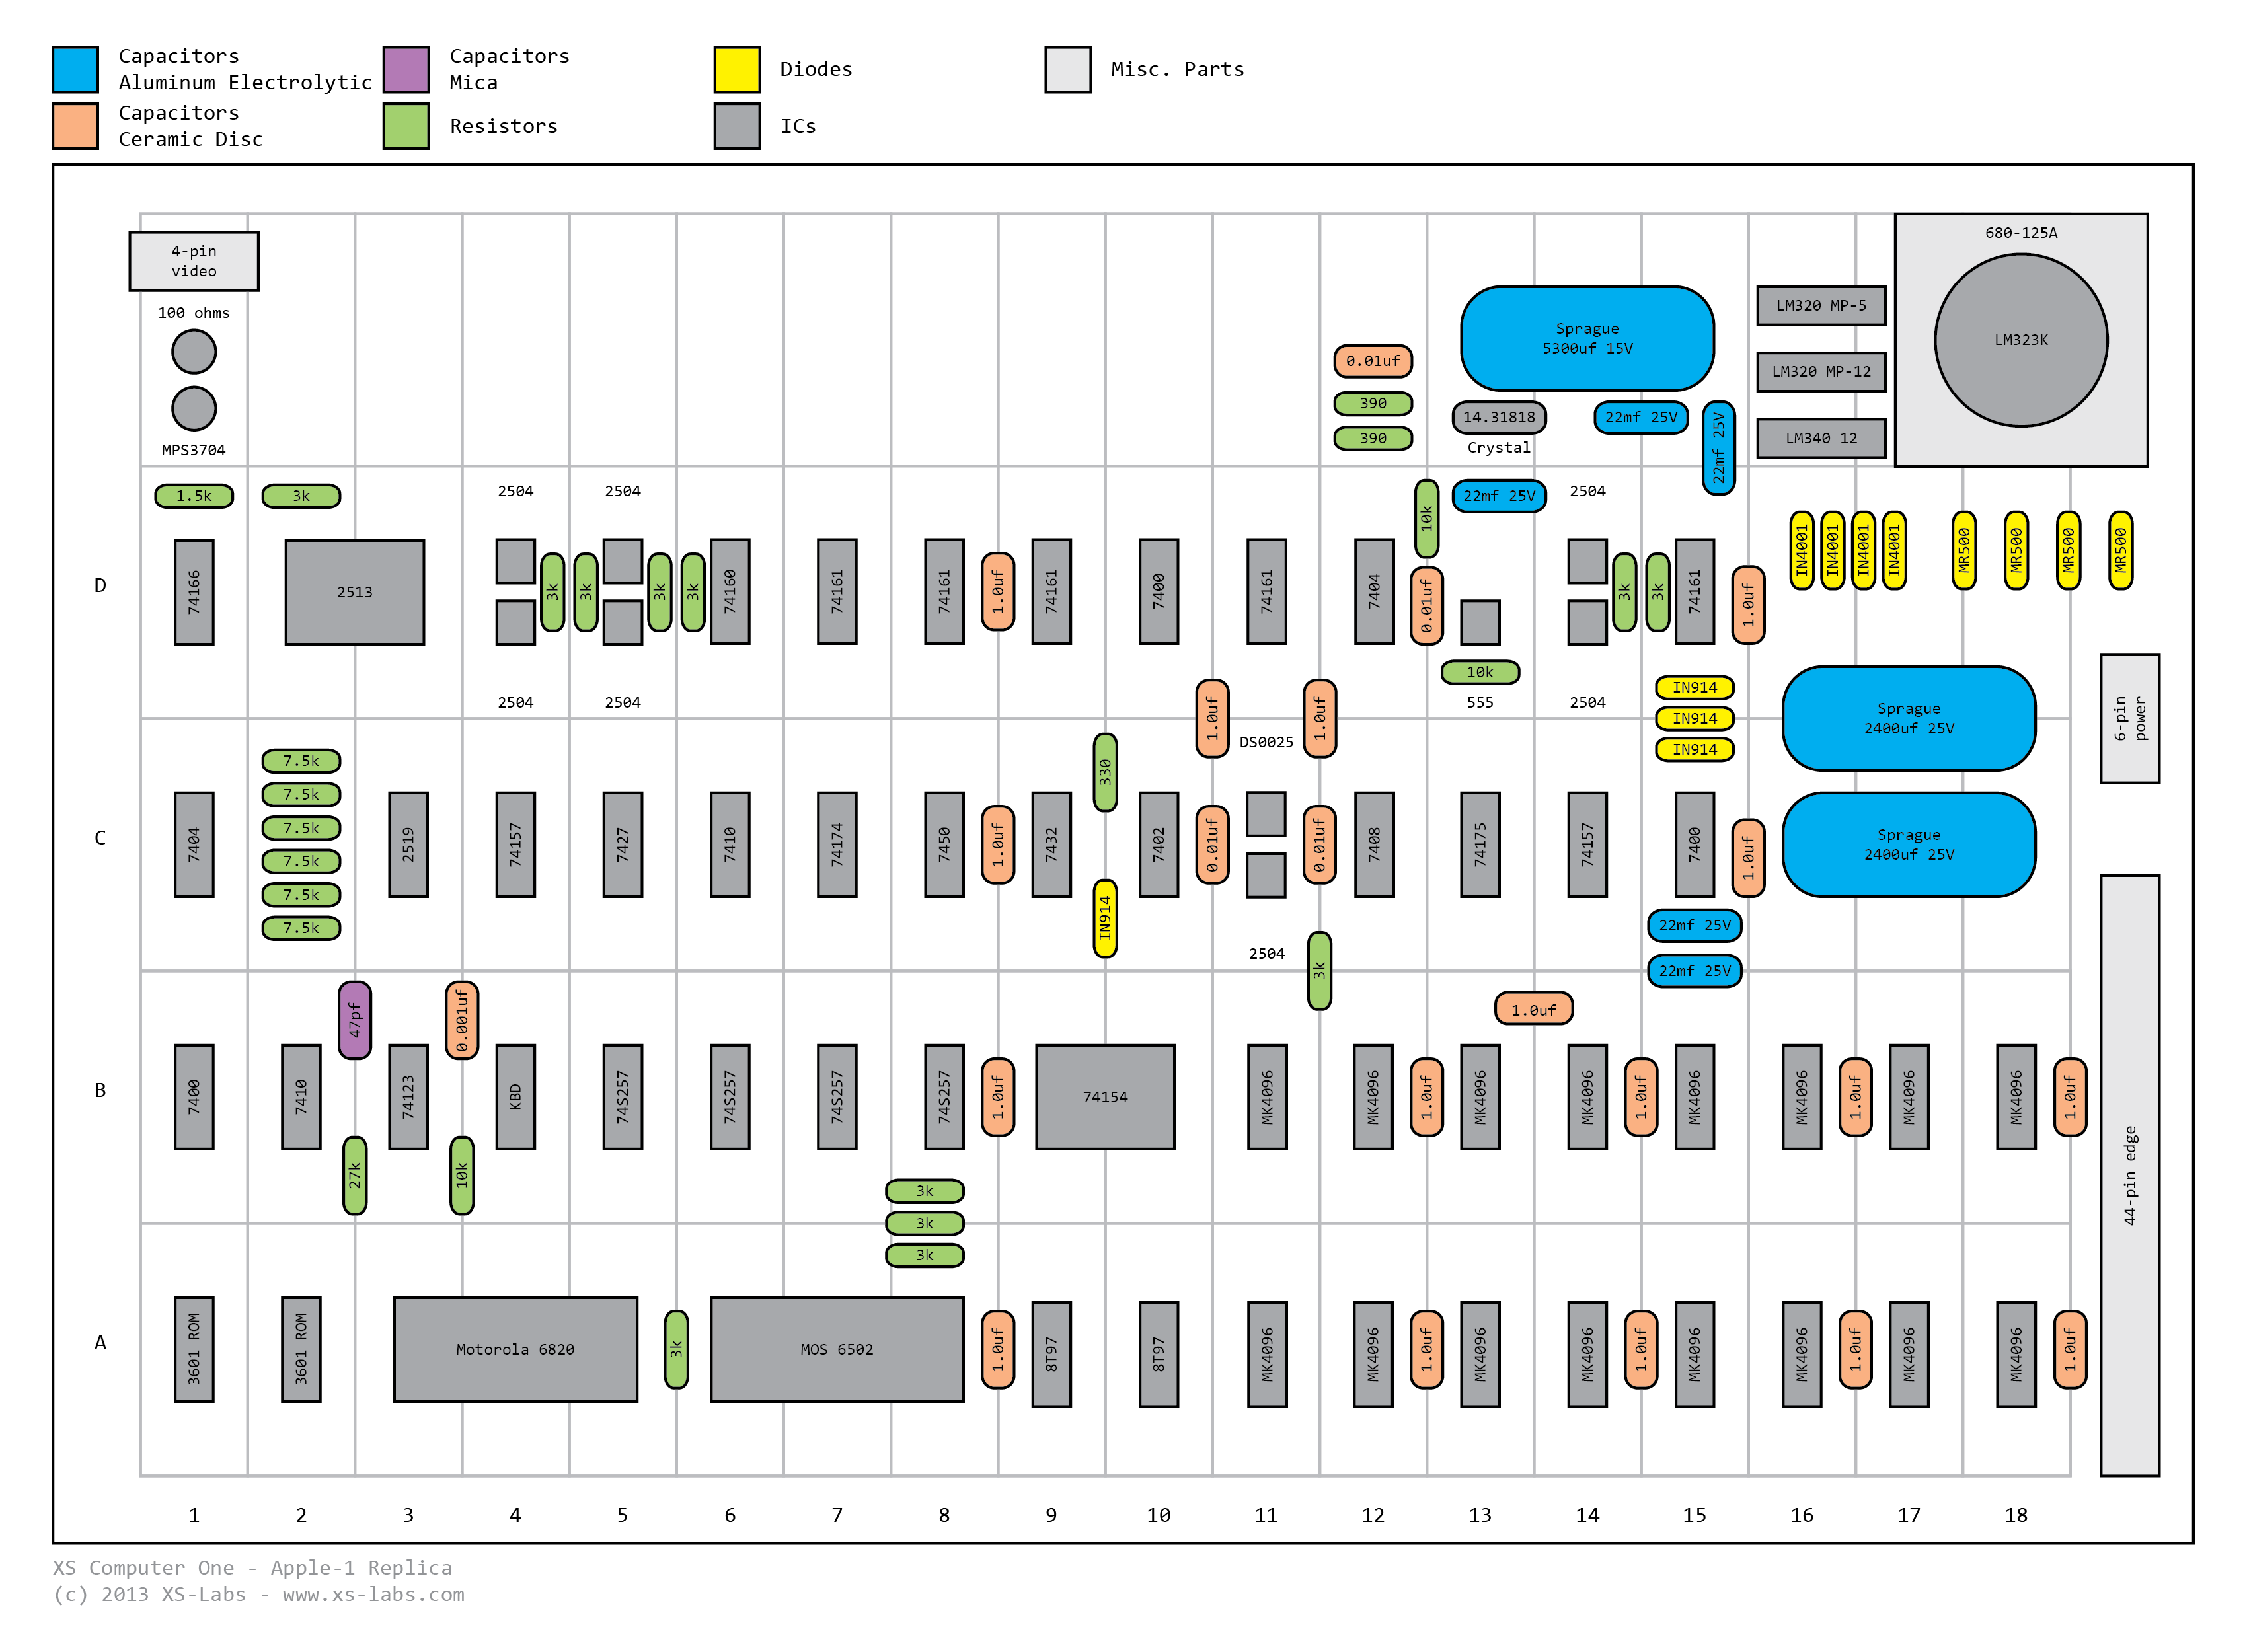 Capacitors
Aluminum Electrolytic
Capacitors
Mica
Diodes
Misc. Parts
Capacitors
Ceramic Disc
Resistors
ICs
4-pin
video
680-125A
100 ohms
LM320 MP-5
Sprague
5300uf 15V
LM323K
0.01uf
LM320 MP-12
390
14.31818
22mf 25V
22mf 25V
390
LM340 12
MPS3704
Crystal
1.5k
3k
2504
2504
10k
22mf 25V
2504
IN4001
IN4001
IN4001
IN4001
MR500
MR500
MR500
MR500
D
74166
2513
3k
3k
3k
3k
74160
74161
74161
1.0uf
74161
7400
74161
7404
0.01uf
3k
3k
74161
1.0uf
10k
IN914
2504
2504
555
2504
1.0uf
1.0uf
IN914
Sprague
2400uf 25V
6-pin
power
DS0025
IN914
7.5k
330
7.5k
7.5k
7.5k
7.5k
7.5k
C
7404
2519
74157
7427
7410
74174
7450
1.0uf
7432
7402
0.01uf
0.01uf
7408
74175
74157
7400
1.0uf
Sprague
2400uf 25V
IN914
22mf 25V
2504
3k
22mf 25V
47pf
0.001uf
1.0uf
B
7400
7410
74123
KBD
74S257
74S257
74S257
74S257
1.0uf
74154
MK4096
MK4096
1.0uf
MK4096
MK4096
1.0uf
MK4096
MK4096
1.0uf
MK4096
MK4096
1.0uf
44-pin edge
27k
10k
3k
3k
3k
A
3601 ROM
3601 ROM
Motorola 6820
3k
MOS 6502
1.0uf
8T97
8T97
MK4096
MK4096
1.0uf
MK4096
MK4096
1.0uf
MK4096
MK4096
1.0uf
MK4096
MK4096
1.0uf
1 2 3 4 5 6 7 8 9 10 11 12 13 14 15 16 17 18
XS Computer One - Apple-1 Replica
(c) 2013 XS-Labs - www.xs-labs.com